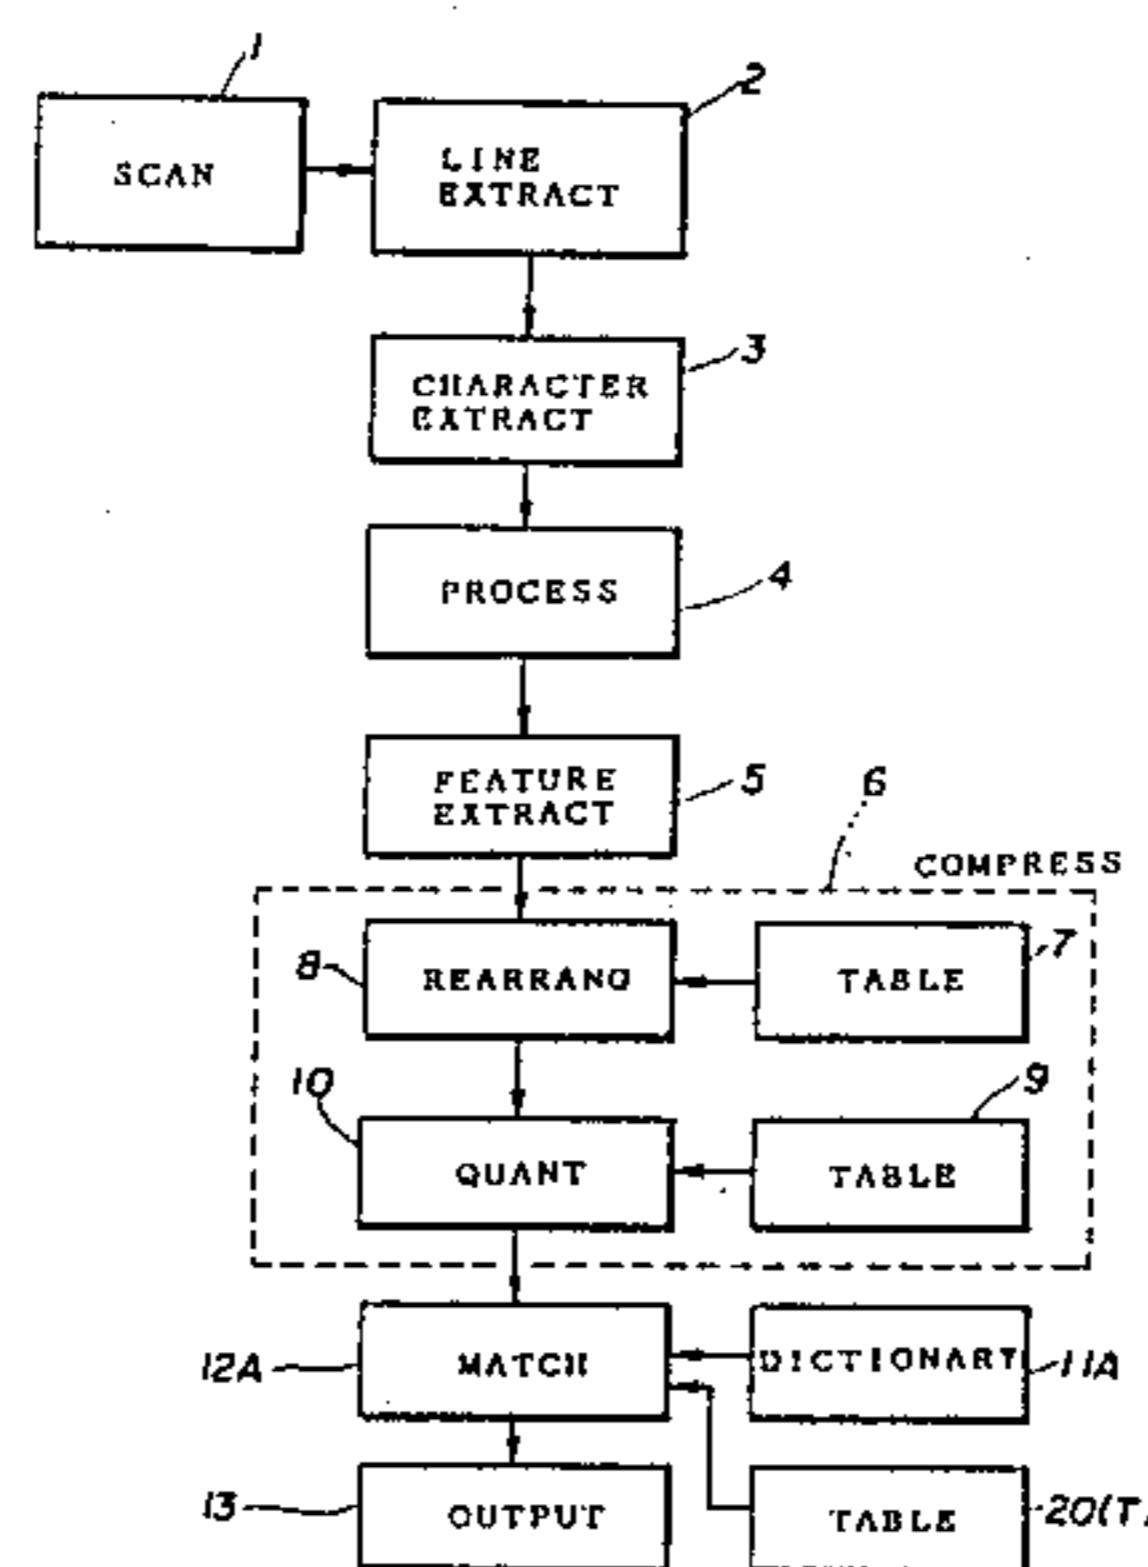 1
2
SCAN
LINE
EXTRACT
3
CHARACTER
EXTRACT
4
PROCESS
5
FEATURE
EXTRACT
6
COMPRESS
7
8
REARRANG
TABLE
9
10
QUANT
TABLE
12A
MATCH
DICTIONARY
11A
13
OUTPUT
TABLE
20(T